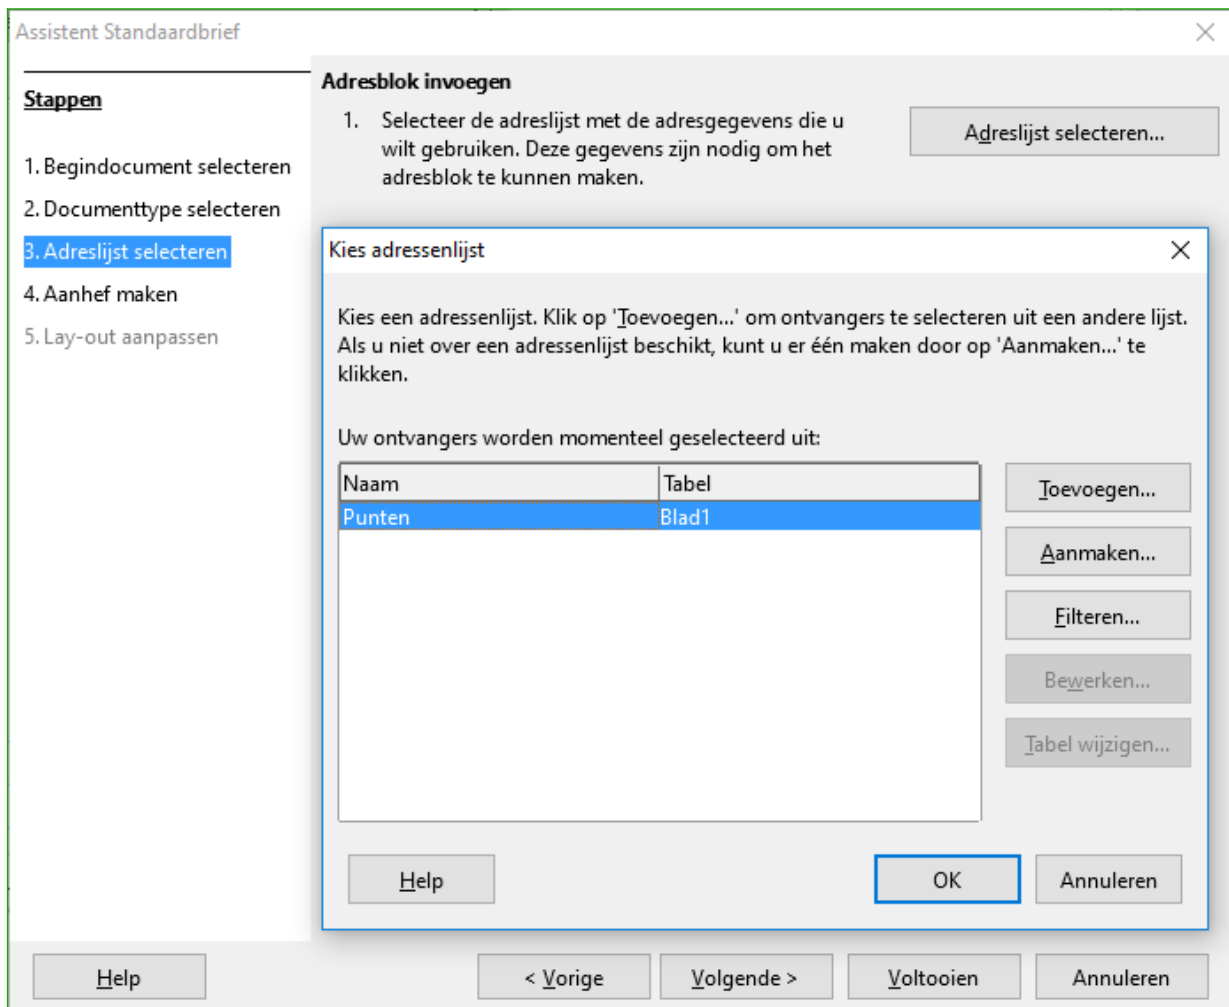 Assistent Standaardbrief
Stappen
1. Begindocument selecteren
2. Documenttype selecteren
3. Adreslijst selecteren
4. Aanhef maken
5. Lay-out aanpassen
Adresblok invoegen
1. Selecteer de adreslijst met de adresgegevens die u
wilt gebruiken. Deze gegevens zijn nodig om het
adresblok te kunnen maken.
Adreslijst selecteren...
Kies adressenlijst
Kies een adressenlijst. Klik op 'Toevoegen...' om ontvangers te selecteren uit een andere lijst.
Als u niet over een adressenlijst beschikt, kunt u er één maken door op 'Aanmaken...' te
klikken.
Uw ontvangers worden momenteel geselecteerd uit:
Naam Tabel
Punten Blad1
Toevoegen...
Aanmaken...
Filteren...
Bewerken...
Tabel wijzigen...
Help OK Annuleren
Help < Vorige Volgende > Voltooien Annuleren